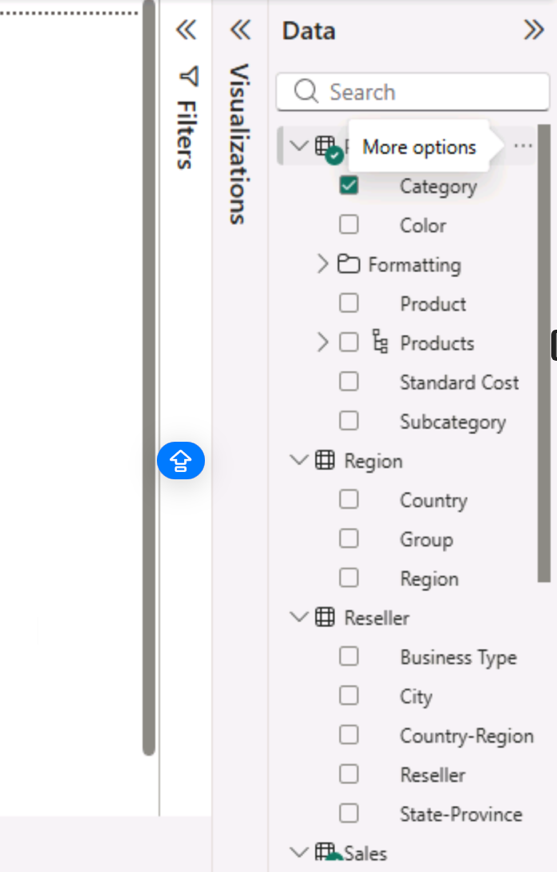 Data
Filters
Visualizations
Search
More options
Category
Color
Formatting
Product
Products
Standard Cost
Subcategory
Region
Country
Group
Region
Reseller
Business Type
City
Country-Region
Reseller
State-Province
Sales